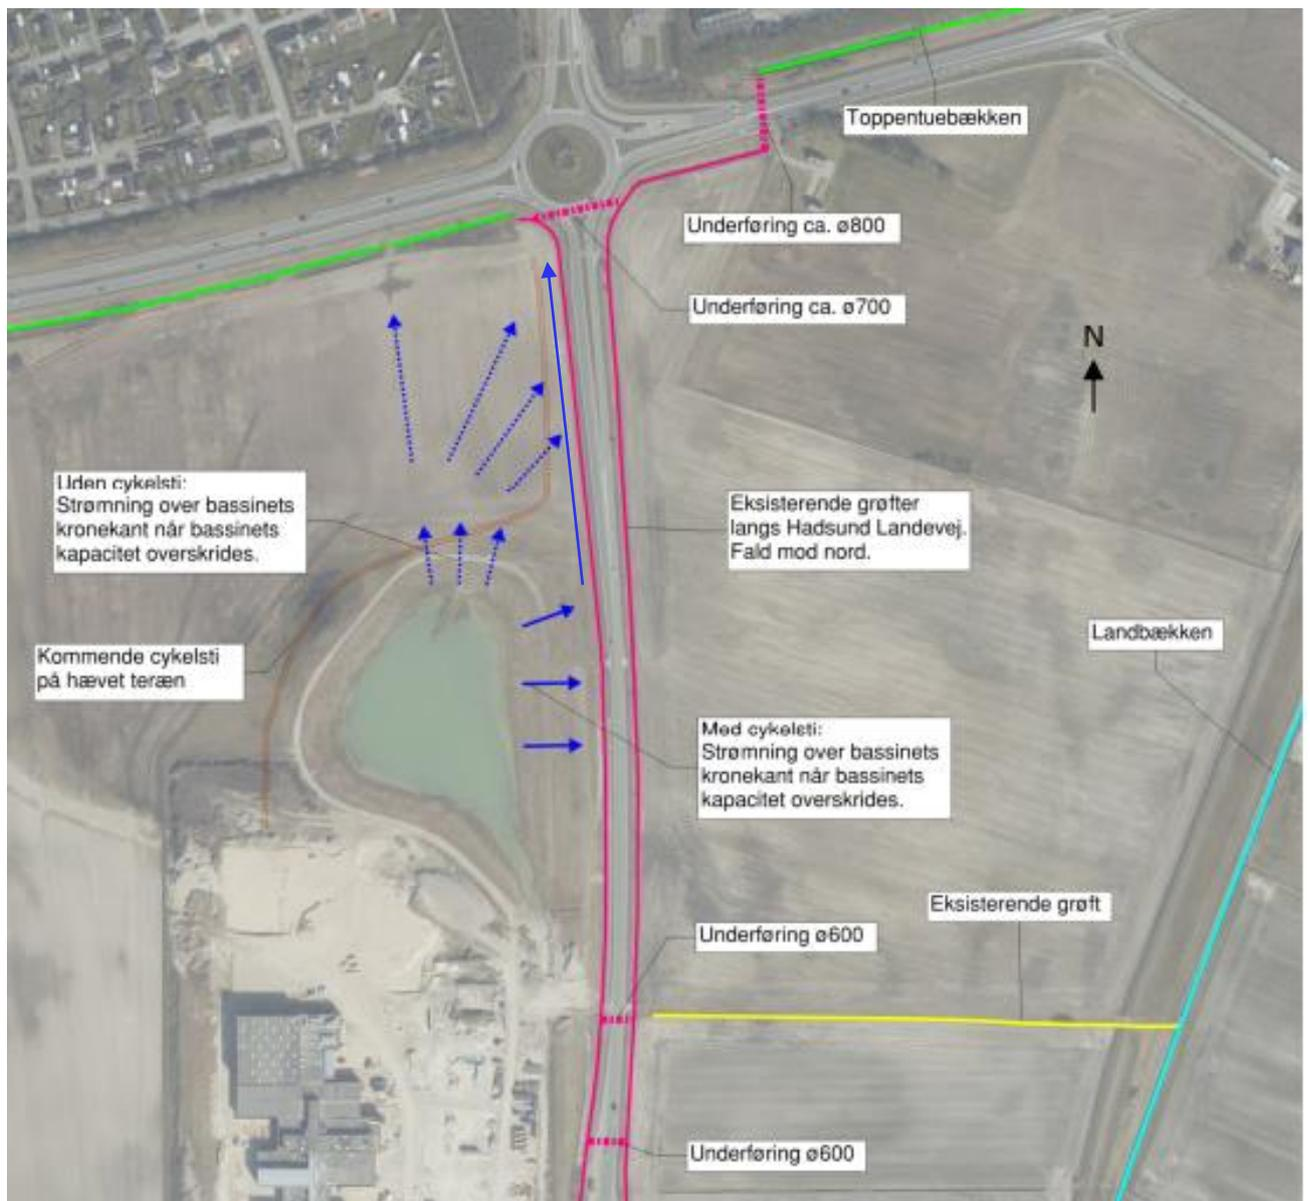 Toppentuebækken
Underføring ca. ø800
Underføring ca. ø700
N
Uden cykelsti:
Strømning over bassinets
kronekant når bassinets
kapacitet overskrides.
Eksisterende grøfter
langs Hadsund Landevej.
Fald mod nord.
Landbækken
Kommende cykelsti
på hævet teræn
Med cykelsti:
Strømning over bassinets
kronekant når bassinets
kapacitet overskrides.
Eksisterende grøft
Underføring ø600
Underføring ø600